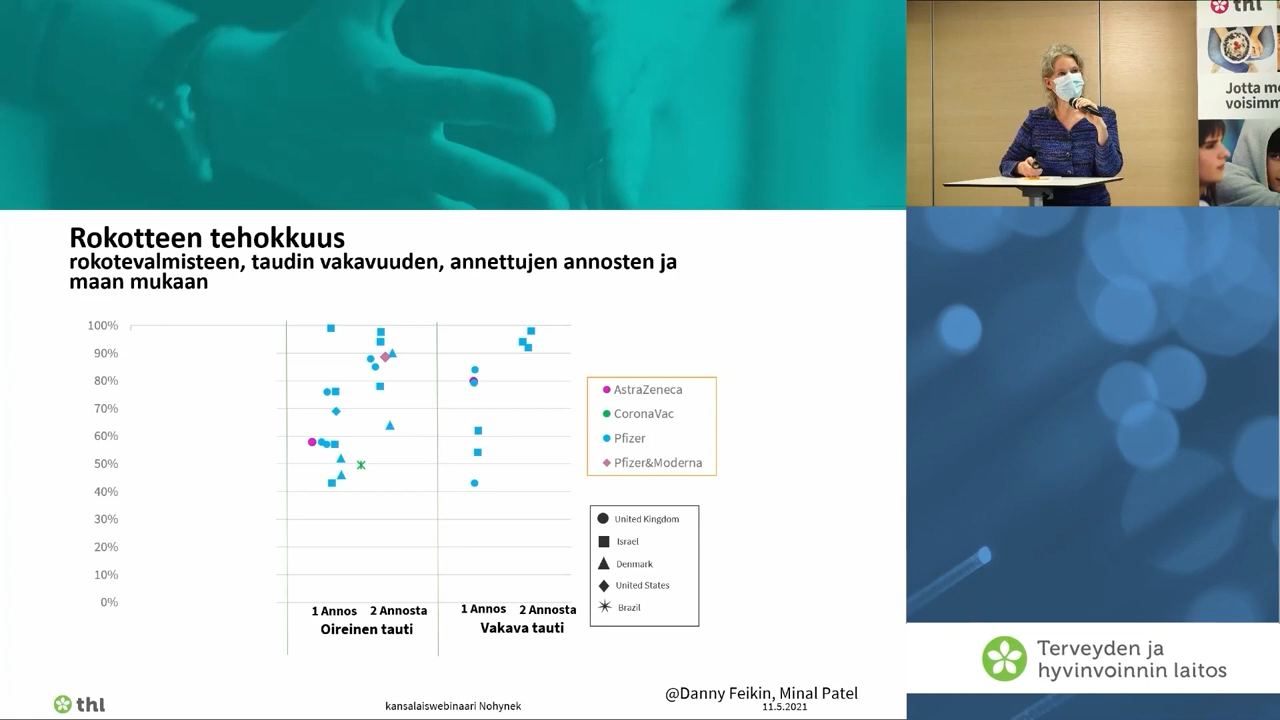 thl
Jotta
voisimm
Rokotteen tehokkuus
rokotevalmisteen, taudin vakavuuden, annettujen annosten ja
maan mukaan
100%
90%
80%
70%
60%
50%
40%
30%
20%
10%
0%
1 Annos
2 Annosta
1 Annos
2 Annosta
Oireinen tauti
Vakava tauti
AstraZeneca
CoronaVac
Pfizer
Pfizer&Moderna
United Kingdom
Israel
Denmark
United States
Brazil
Terveyden ja
hyvinvoinnin laitos
@Danny Feikin, Minal Patel
thl
kansalaiswebinaari Nohynek
11.5.2021